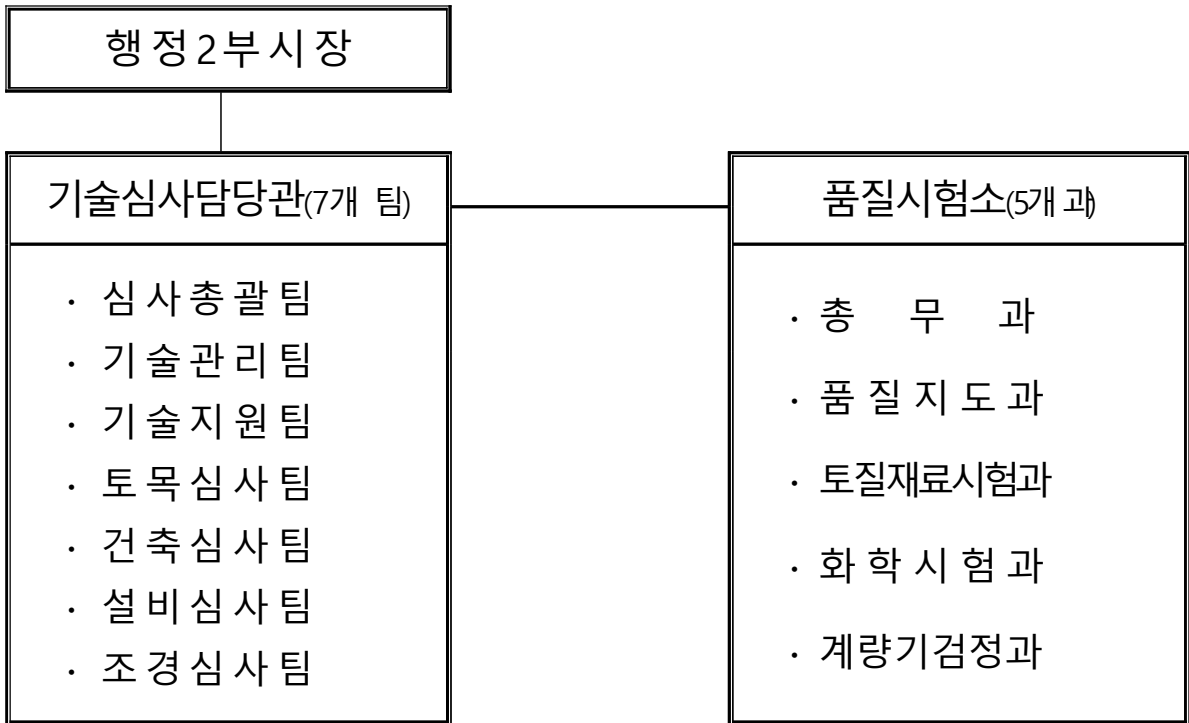 행정2부시장
기술심사담당관(7개 팀)
· 심사총괄팀
· 기술관리팀
· 기술지원팀
· 토목심사팀
· 건축심사팀
· 설비심사팀
· 조경심사팀
품질시험소(5개 과)
· 총 무 과
· 품질지도과
· 토질재료시험과
· 화학시험과
· 계량기검정과